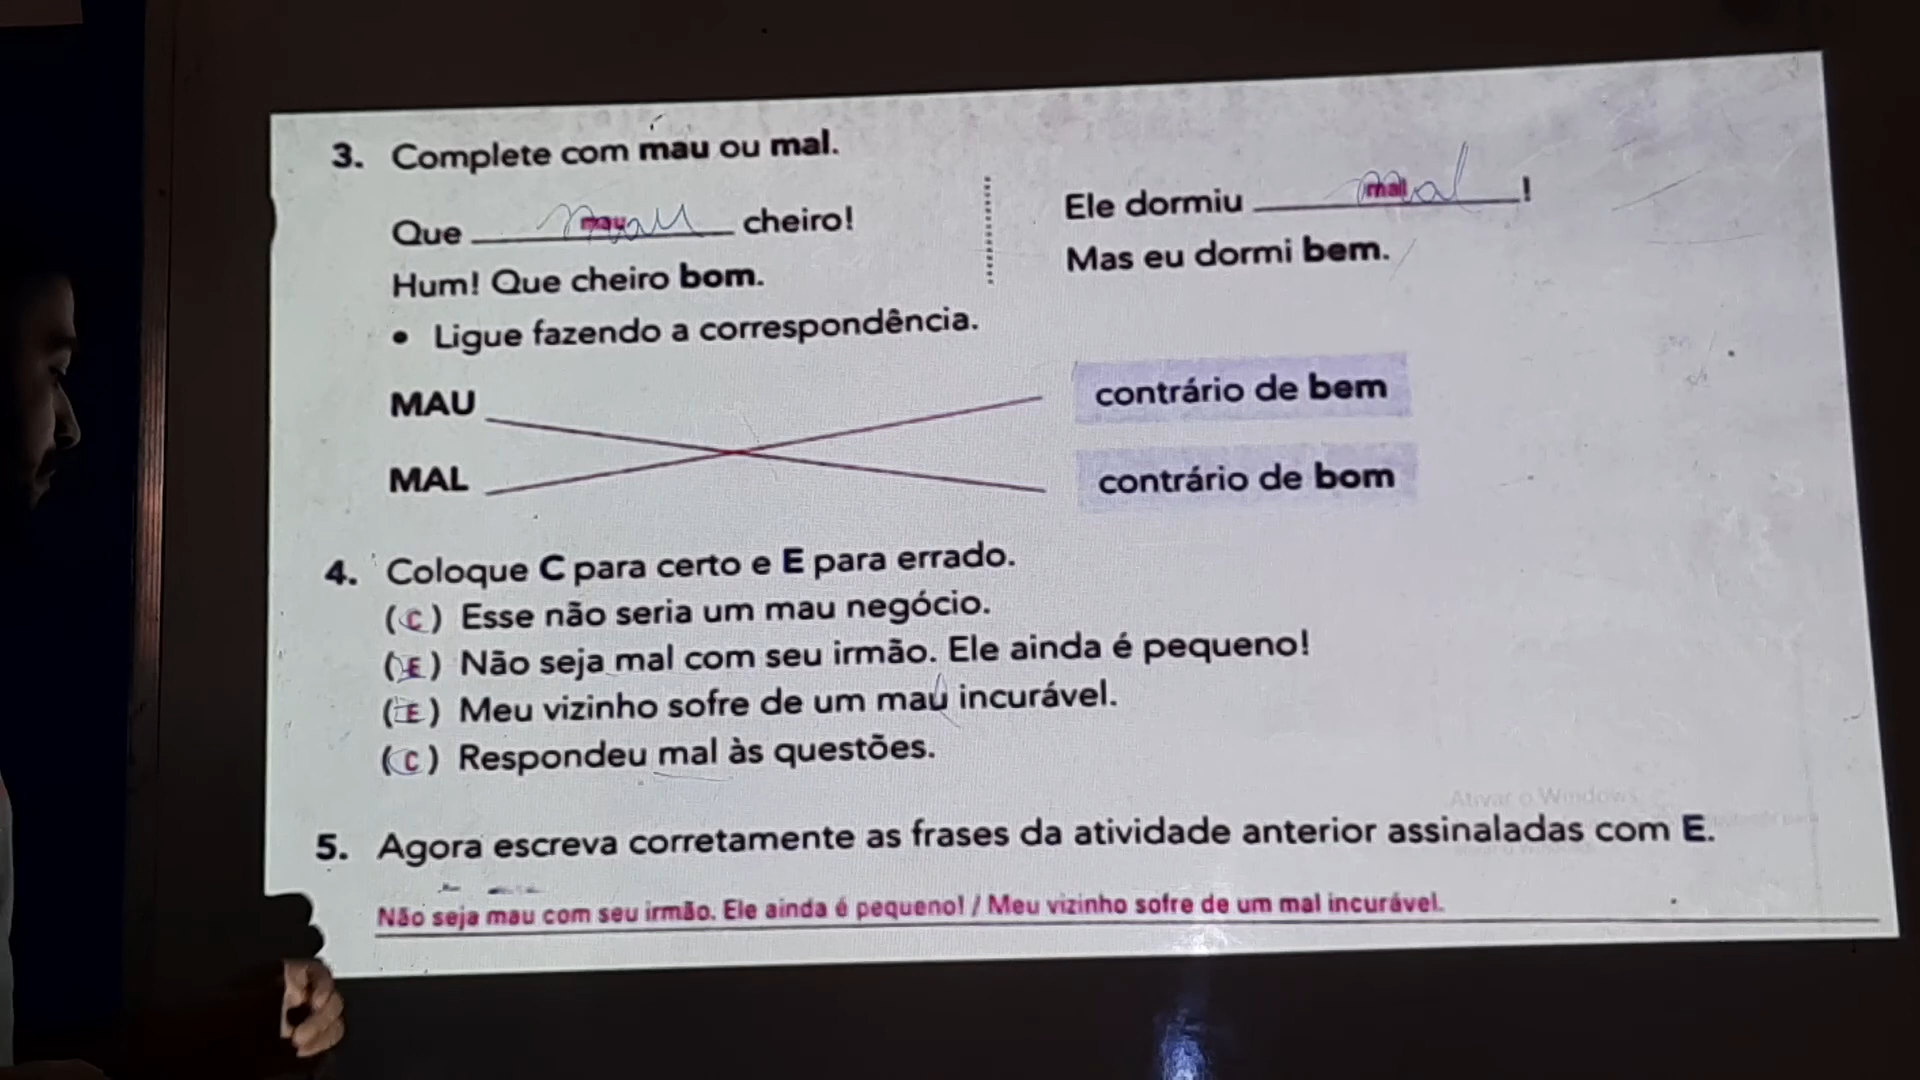 3. Complete com mau ou mal.
Que mau cheiro!
Hum! Que cheiro bom.
Ele dormiu mal!
Mas eu dormi bem.
• Ligue fazendo a correspondência.
MAU
MAL
contrário de bem
contrário de bom
4. Coloque C para certo e E para errado.
(C) Esse não seria um mau negócio.
(E) Não seja mal com seu irmão. Ele ainda é pequeno!
(E) Meu vizinho sofre de um mau incurável.
(C) Respondeu mal às questões.
Ativar o Windows
5. Agora escreva corretamente as frases da atividade anterior assinaladas com E.
Não seja mau com seu irmão. Ele ainda é pequeno! / Meu vizinho sofre de um mal incurável.